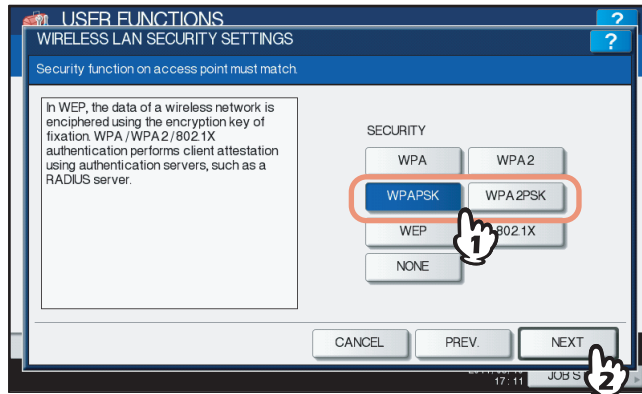 USER FUNCTIONS
?
WIRELESS LAN SECURITY SETTINGS
?
Security function on access point must match.
In WEP, the data of a wireless network is
enciphered using the encryption key of
fixation. WPA/WPA2/802.1X
authentication performs client attestation
using authentication servers, such as a
RADIUS server.
SECURITY
WPA WPA2
WPAPSK WPA2PSK
WEP 802.1X
1
NONE
CANCEL PREV. NEXT
17:11 JOB S
2